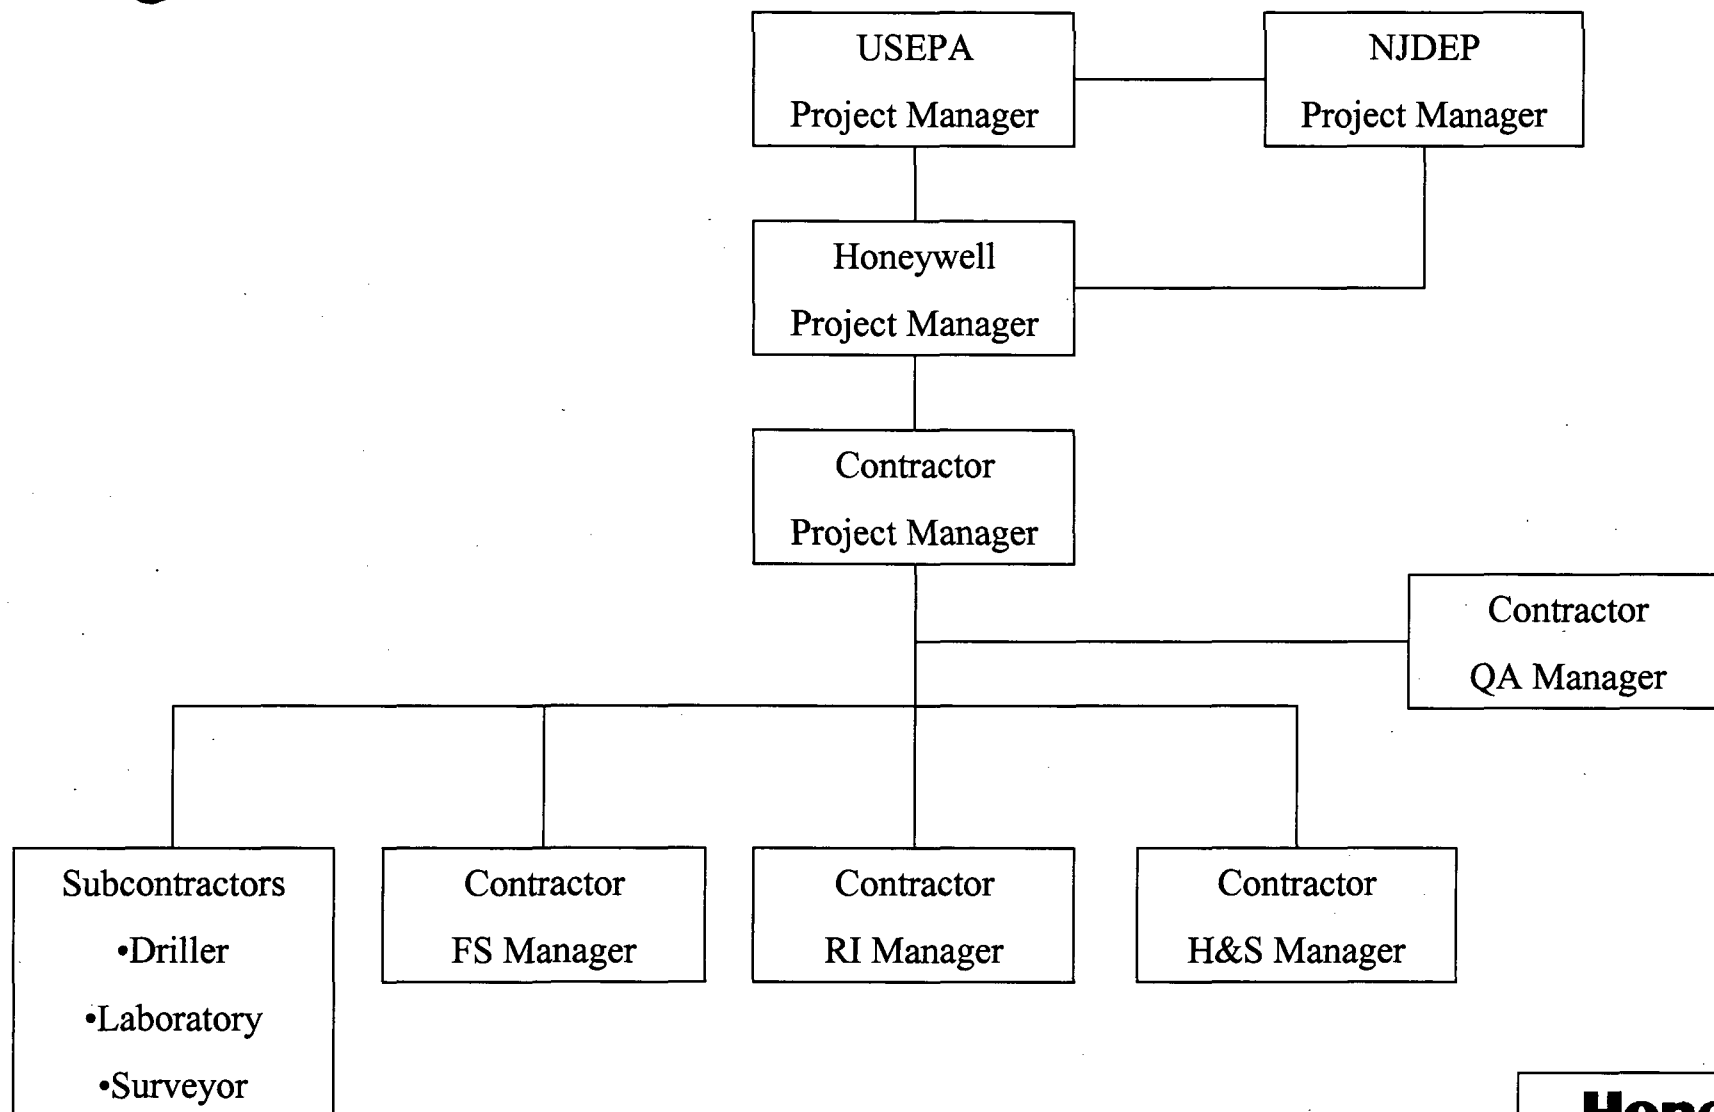 USEPA
Project Manager
NJDEP
Project Manager
Honeywell
Project Manager
Contractor
Project Manager
Contractor
QA Manager
Subcontractors
•Driller
•Laboratory
•Surveyor
Contractor
FS Manager
Contractor
RI Manager
Contractor
H&S Manager